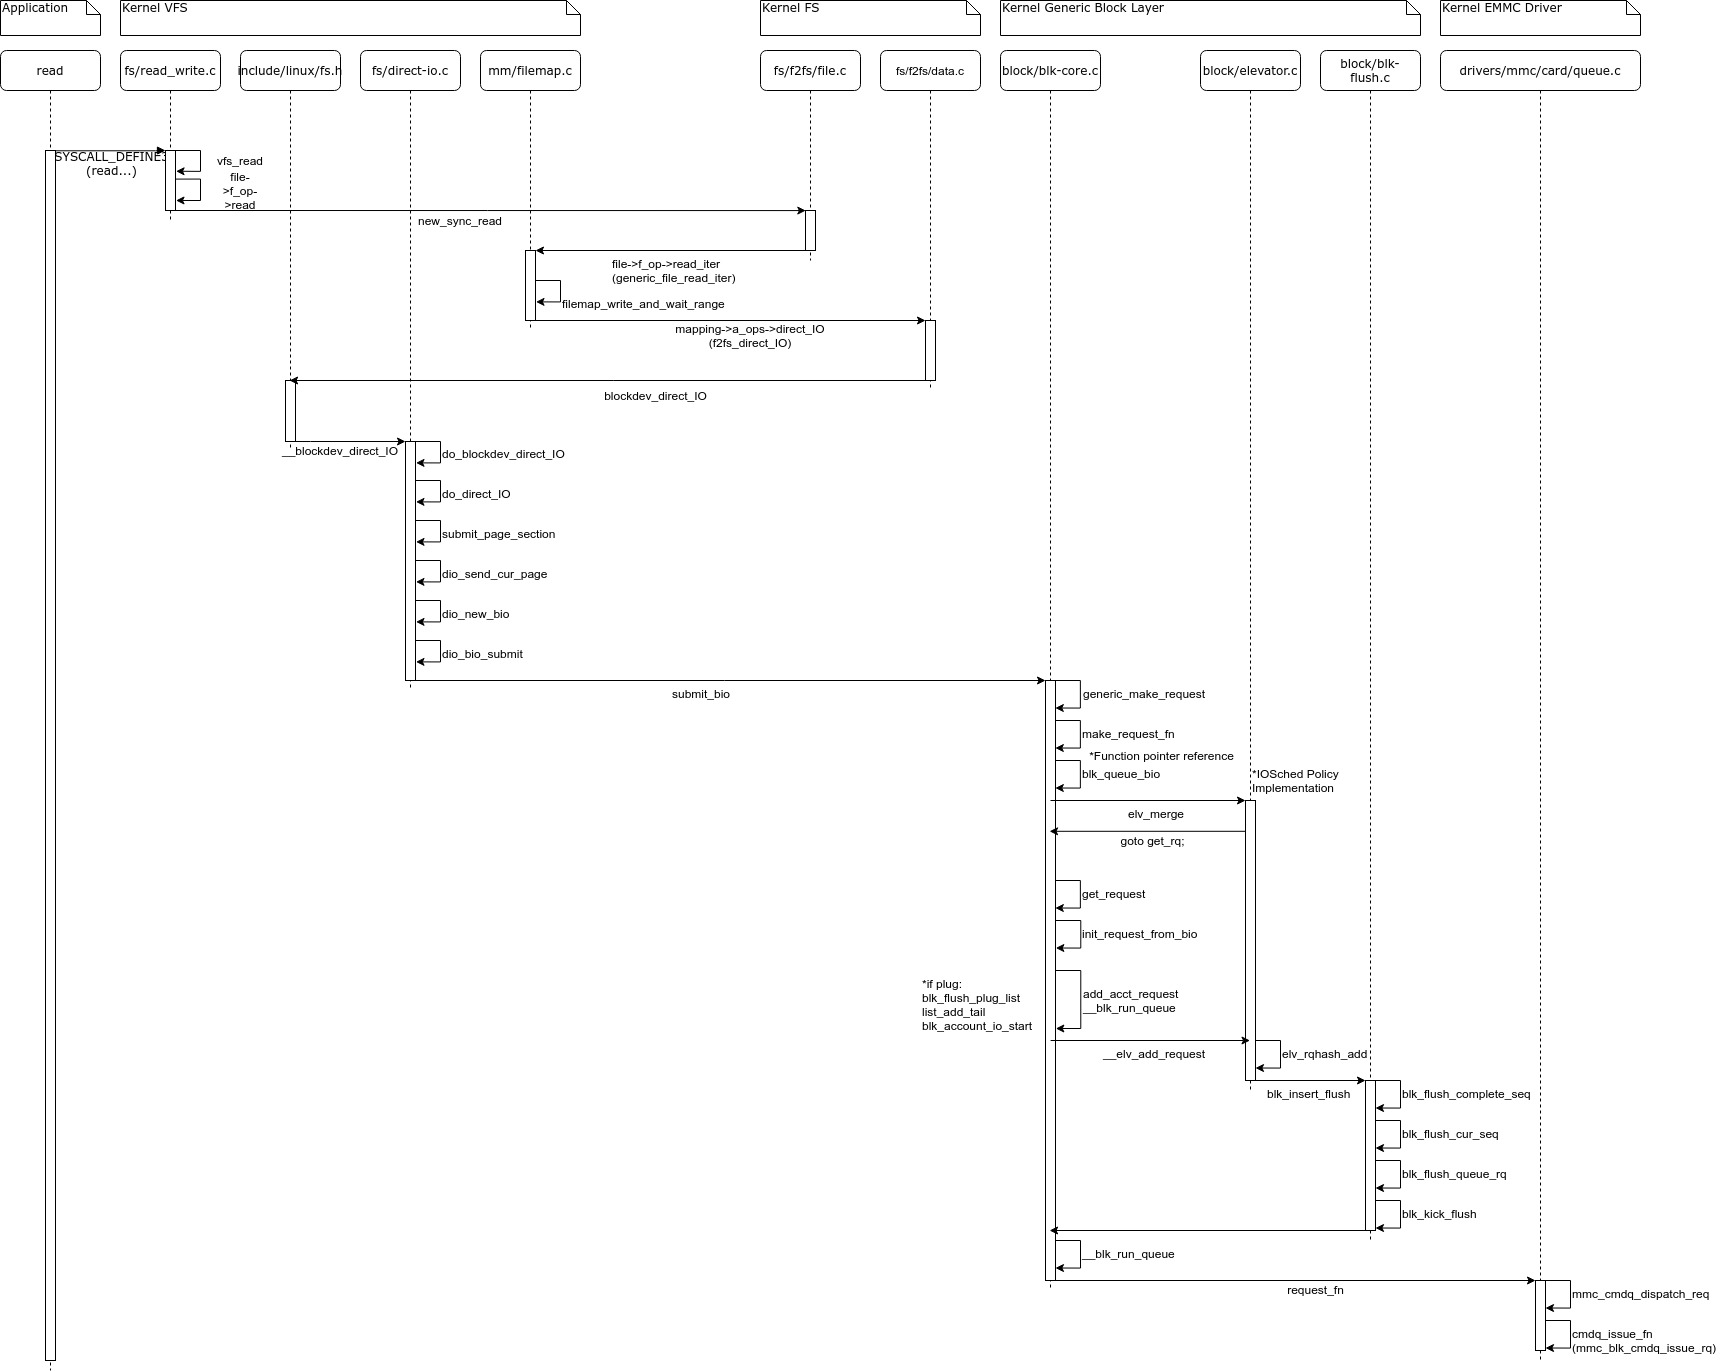 Application
Kernel VFS
Kernel FS
Kernel Generic Block Layer
Kernel EMMC Driver
read
fs/read_write.c
include/linux/fs.h
fs/direct-io.c
mm/filemap.c
fs/f2fs/file.c
fs/f2fs/data.c
block/blk-core.c
block/elevator.c
block/blk-
flush.c
drivers/mmc/card/queue.c
SYSCALL_DEFINE3
(read...)
vfs_read
file-
>f_op-
>read
new_sync_read
file->f_op->read_iter
(generic_file_read_iter)
filemap_write_and_wait_range
mapping->a_ops->direct_IO
(f2fs_direct_IO)
blockdev_direct_IO
__blockdev_direct_IO
do_blockdev_direct_IO
do_direct_IO
submit_page_section
dio_send_cur_page
dio_new_bio
dio_bio_submit
submit_bio
generic_make_request
make_request_fn
*Function pointer reference
blk_queue_bio
*IOSched Policy
Implementation
elv_merge
goto get_rq;
get_request
init_request_from_bio
*if plug:
blk_flush_plug_list
list_add_tail
blk_account_io_start
add_acct_request
__blk_run_queue
__elv_add_request
elv_rqhash_add
blk_insert_flush
blk_flush_complete_seq
blk_flush_cur_seq
blk_flush_queue_rq
blk_kick_flush
__blk_run_queue
request_fn
mmc_cmdq_dispatch_req
cmdq_issue_fn
(mmc_blk_cmdq_issue_rq)